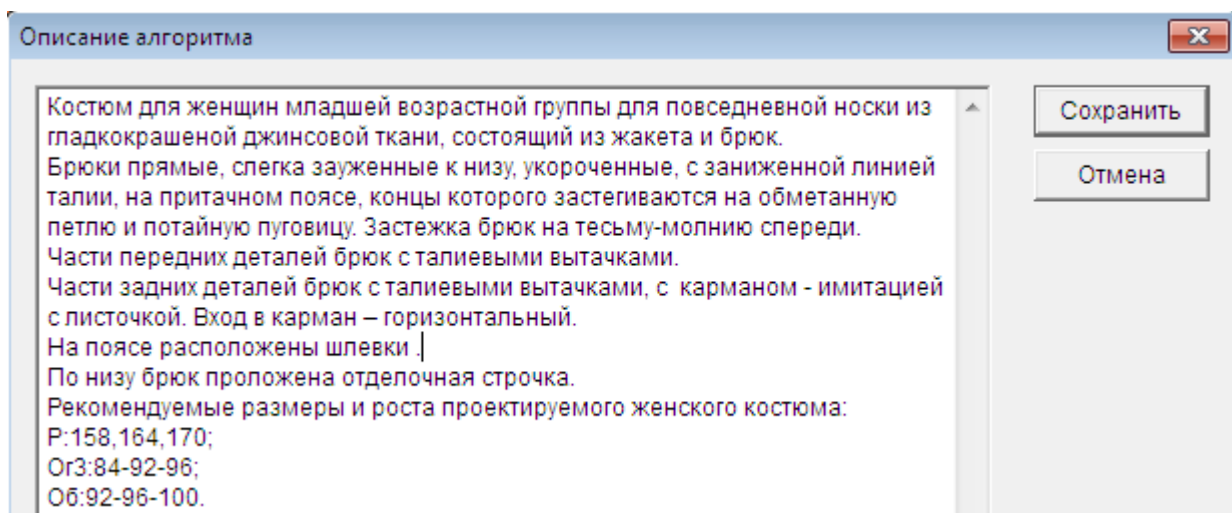 Описание алгоритма
Костюм для женщин младшей возрастной группы для повседневной носки из
Сохранить
гладкокрашеной джинсовой ткани, состоящий из жакета и брюк.
Брюки прямые, слегка зауженные к низу, укороченные, с заниженной линией
Отмена
талии, на притачном поясе, концы которого застегиваются на обметанную
петлю и потайную пуговицу. Застежка брюк на тесьму-молнию спереди.
Части передних деталей брюк с талиевыми вытачками.
Части задних деталей брюк с талиевыми вытачками, с  карманом - имитацией
с листочкой. Вход в карман – горизонтальный.
На поясе расположены шлевки .
По низу брюк проложена отделочная строчка.
Рекомендуемые размеры и роста проектируемого женского костюма:
Р:158,164,170;
Ог3:84-92-96;
Об:92-96-100.